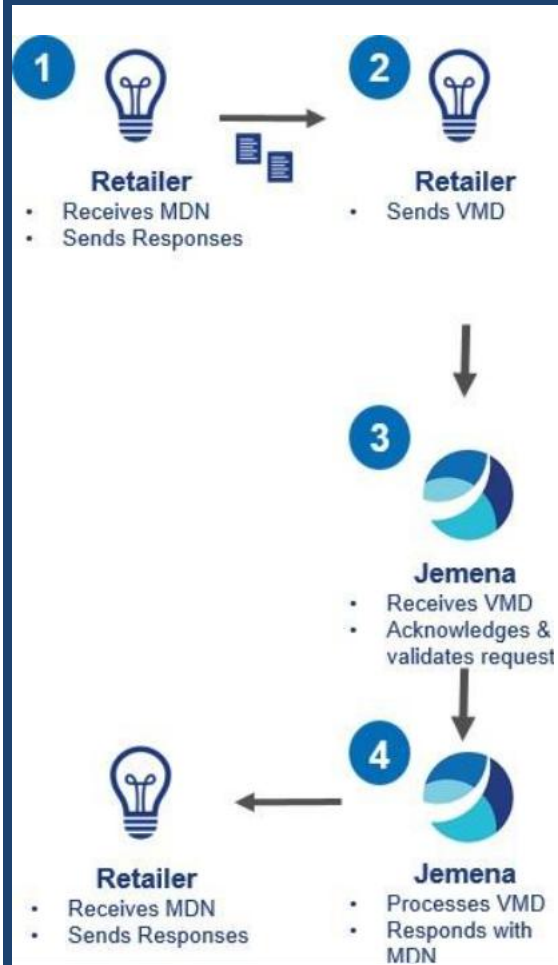 1
Retailer
• Receives MDN
• Sends Responses
2
Retailer
• Sends VMD
3
Jemena
• Receives VMD
• Acknowledges &
validates request
4
Jemena
• Processes VMD
• Responds with
MDN
Retailer
• Receives MDN
• Sends Responses